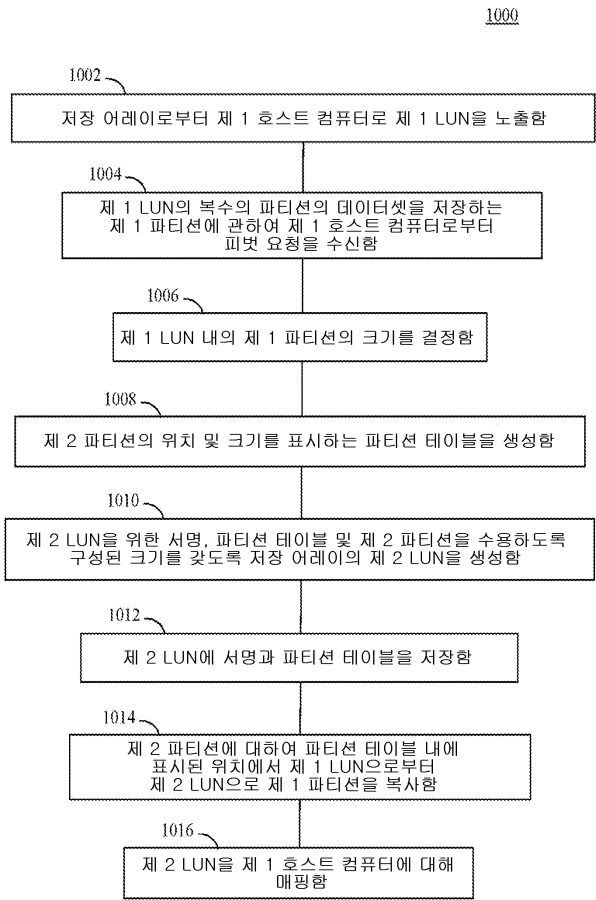 1000
1002
저장 어레이로부터 제 1 호스트 컴퓨터로 제 1 LUN을 노출함
1004
제 1 LUN의 복수의 파티션의 데이터셋을 저장하는
제 1 파티션에 관하여 제 1 호스트 컴퓨터로부터
피벗 요청을 수신함
1006
제 1 LUN 내의 제 1 파티션의 크기를 결정함
1008
제 2 파티션의 위치 및 크기를 표시하는 파티션 테이블을 생성함
1010
제 2 LUN을 위한 서명, 파티션 테이블 및 제 2 파티션을 수용하도록
구성된 크기를 갖도록 저장 어레이의 제 2 LUN을 생성함
1012
제 2 LUN에 서명과 파티션 테이블을 저장함
1014
제 2 파티션에 대하여 파티션 테이블 내에
표시된 위치에서 제 1 LUN으로부터
제 2 LUN으로 제 1 파티션을 복사함
1016
제 2 LUN을 제 1 호스트 컴퓨터에 대해
매핑함